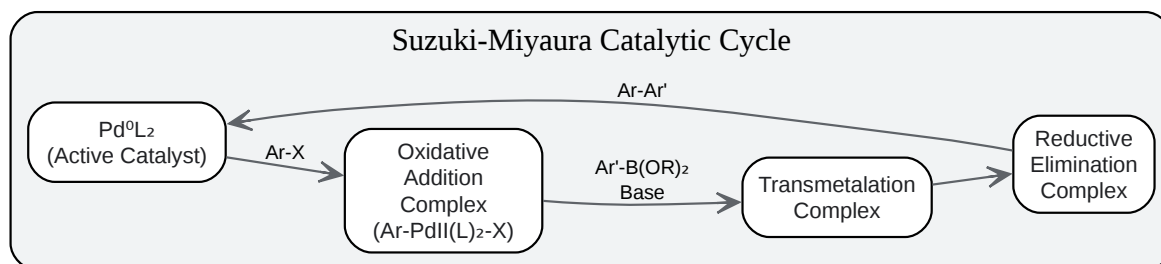 Suzuki-Miyaura Catalytic Cycle
Ar-Ar'
Pd⁰L₂
(Active Catalyst)
Ar-X
Oxidative
Addition
Complex
(Ar-PdII(L)₂-X)
Ar'-B(OR)₂
Base
Transmetalation
Complex
Reductive
Elimination
Complex